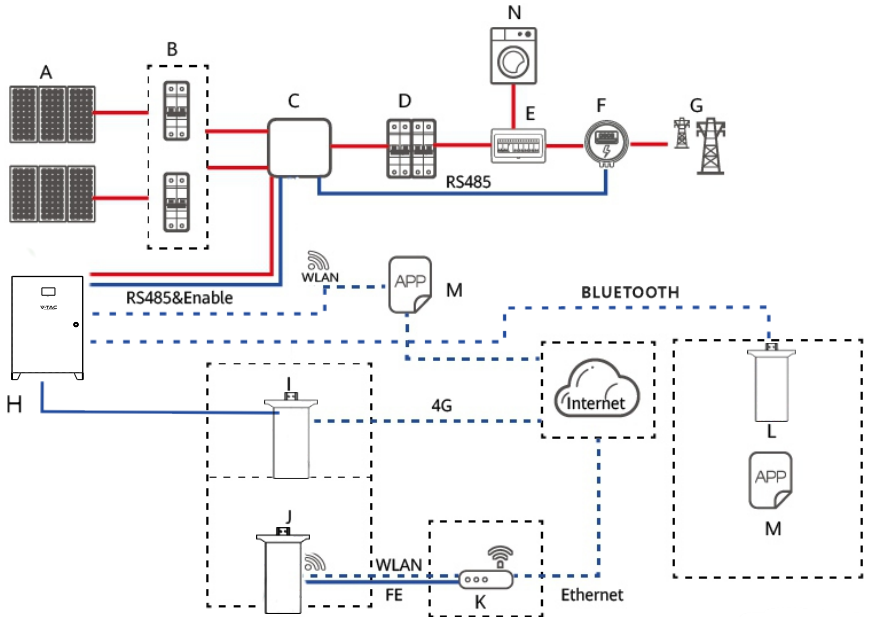 N
B
A
C
D
E
F
G
RS485
WLAN
APP
M
RS485&Enable
BLUETOOTH
V-TAC
H
I
4G
Internet
L
APP
M
J
WLAN
FE
K
Ethernet